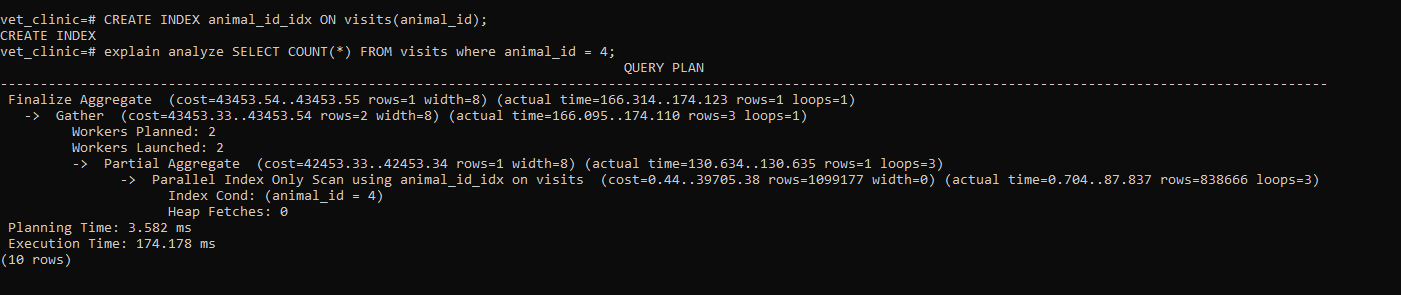 vet_clinic=# CREATE INDEX animal_id_idx ON visits(animal_id);
CREATE INDEX
vet_clinic=# explain analyze SELECT COUNT(*) FROM visits where animal_id = 4;
QUERY PLAN
-----------------------------------------------------------------------------------------------------------------------------------------------------------------------
Finalize Aggregate  (cost=43453.54..43453.55 rows=1 width=8) (actual time=166.314..174.123 rows=1 loops=1)
  ->  Gather  (cost=43453.33..43453.54 rows=2 width=8) (actual time=166.095..174.110 rows=3 loops=1)
        Workers Planned: 2
        Workers Launched: 2
        ->  Partial Aggregate  (cost=42453.33..42453.34 rows=1 width=8) (actual time=130.634..130.635 rows=1 loops=3)
              ->  Parallel Index Only Scan using animal_id_idx on visits  (cost=0.44..39705.38 rows=1099177 width=0) (actual time=0.704..87.837 rows=838666 loops=3)
                    Index Cond: (animal_id = 4)
                    Heap Fetches: 0
Planning Time: 3.582 ms
Execution Time: 174.178 ms
(10 rows)